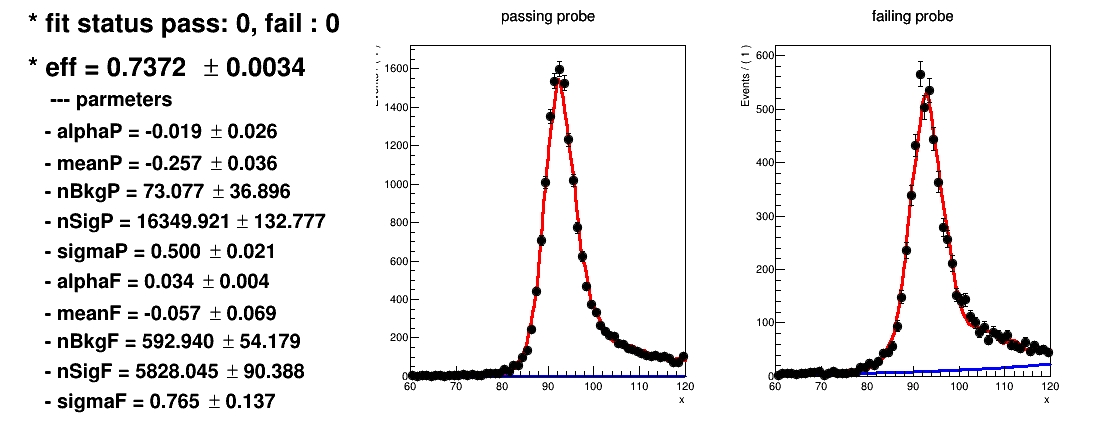 * fit status pass: 0, fail : 0
* eff = 0.7372 ± 0.0034
--- parmeters
- alphaP = -0.019 ± 0.026
- meanP = -0.257 ± 0.036
- nBkgP = 73.077 ± 36.896
- nSigP = 16349.921 ± 132.777
- sigmaP = 0.500 ± 0.021
- alphaF = 0.034 ± 0.004
- meanF = -0.057 ± 0.069
- nBkgF = 592.940 ± 54.179
- nSigF = 5828.045 ± 90.388
- sigmaF = 0.765 ± 0.137
passing probe
1600
1400
1200
1000
800
600
400
200
0
60 70 80 90 100 110 120
x
failing probe
Events / ( 1 )
600
500
400
300
200
100
0
60 70 80 90 100 110 120
x